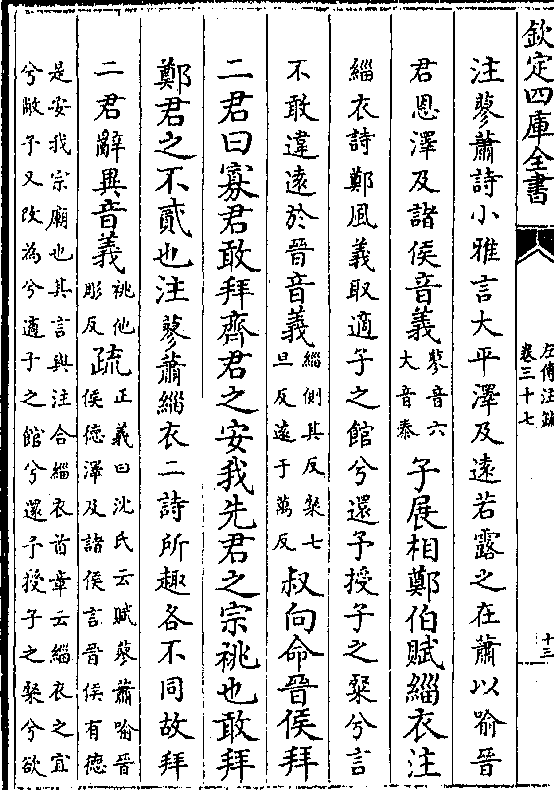 欽定四庫全書
左傳注疏
卷三十七
十三
注蓼蕭詩小雅言大平澤及遠若露之在蕭以喻晉
君恩澤及諸侯音義
蓼音六
大音泰
子展相鄭伯賦緇衣注
緇衣詩鄭風義取適子之館兮還予授子之粲兮言
不敢違遠於晉音義
緇側其反粲七
旦反遠于萬反
叔向命晉侯拜
二君曰寡君敢拜齊君之安我先君之宗祧也敢拜
鄭君之不貳也注蓼蕭緇衣二詩所趣各不同故拜
二君辭異音義
祧他
彫反
疏
正義曰沈氏云賦蓼蕭喻晉
侯德澤及諸侯言晉侯有德
是安我宗廟也其言與注合緇衣首章云緇衣之宜
兮敝予又改為兮適子之館兮還予授子之粲兮欲